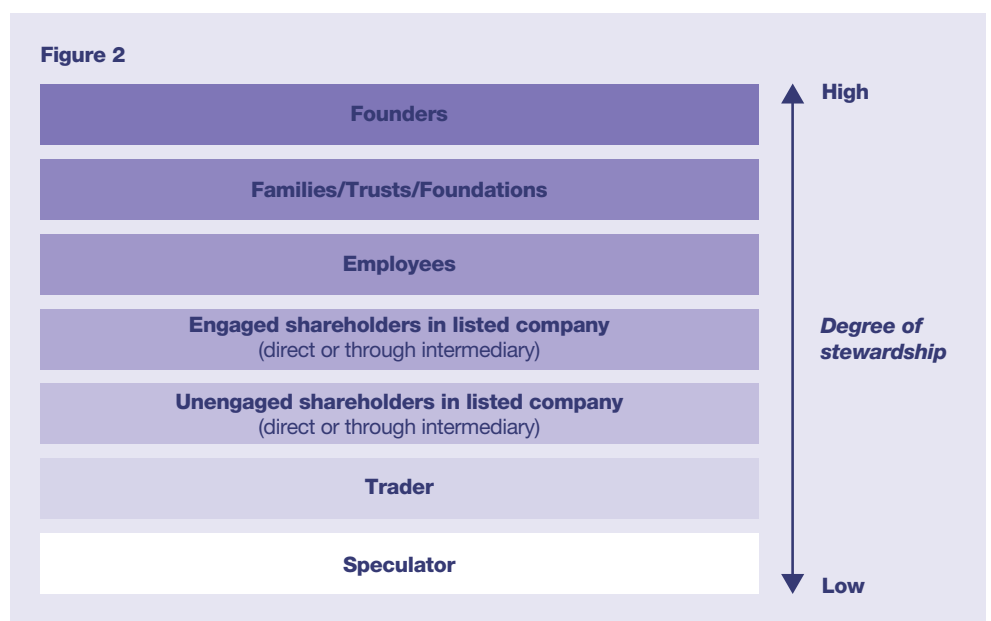 Figure 2
Founders
High
Families/Trusts/Foundations
Employees
Engaged shareholders in listed company
(direct or through intermediary)
Degree of
stewardship
Unengaged shareholders in listed company
(direct or through intermediary)
Trader
Speculator
Low